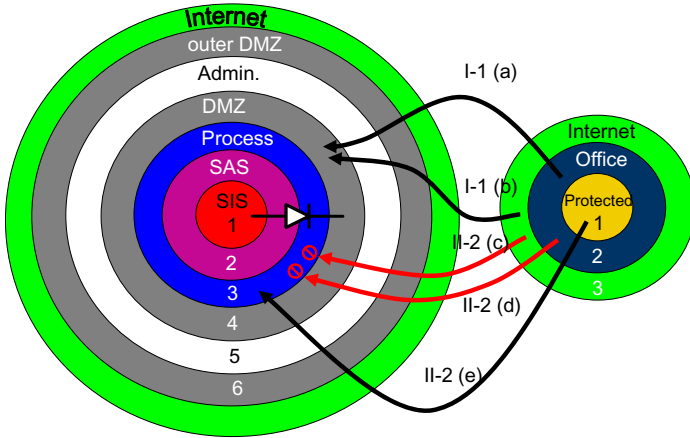 Internet
outer DMZ
Admin.
DMZ
Process
SAS
SIS
1
2
3
4
5
6
I-1 (a)
I-1 (b)
II-2 (c)
II-2 (d)
II-2 (e)
Internet
Office
Protected
1
2
3